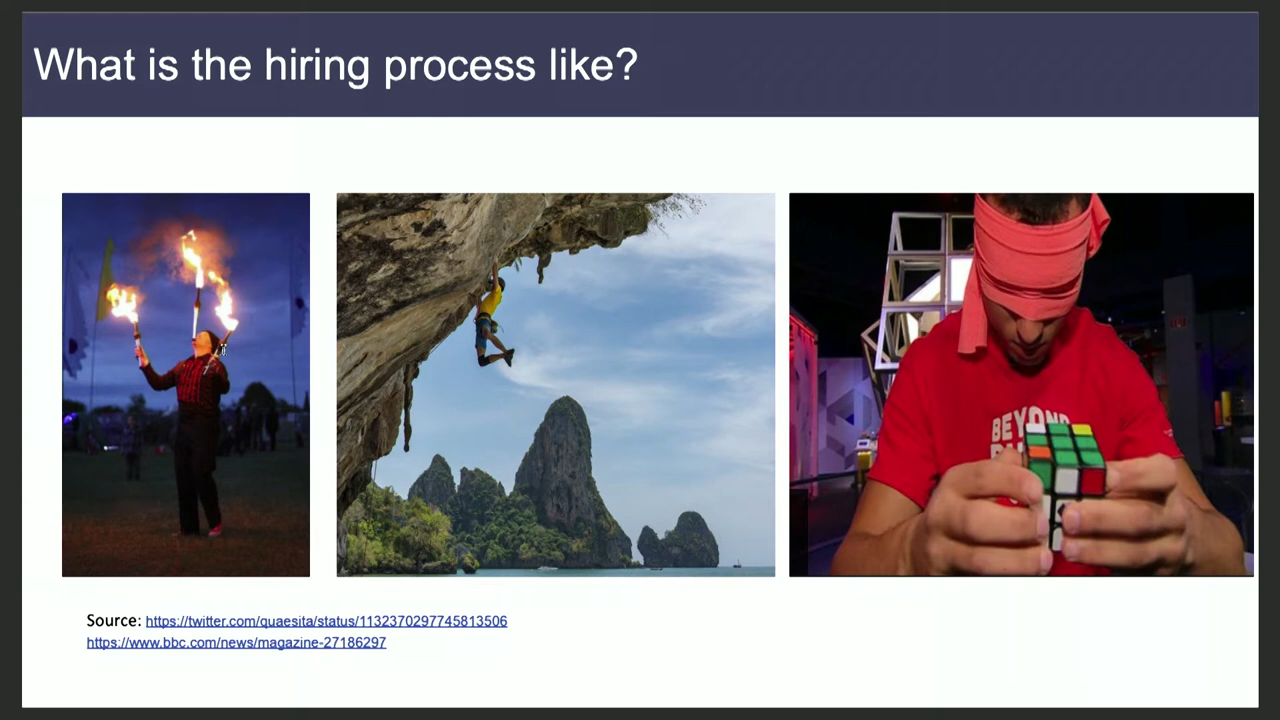 What is the hiring process like?
BEYOND
Source: https://twitter.com/quaesita/status/1132370297745813506
https://www.bbc.com/news/magazine-27186297